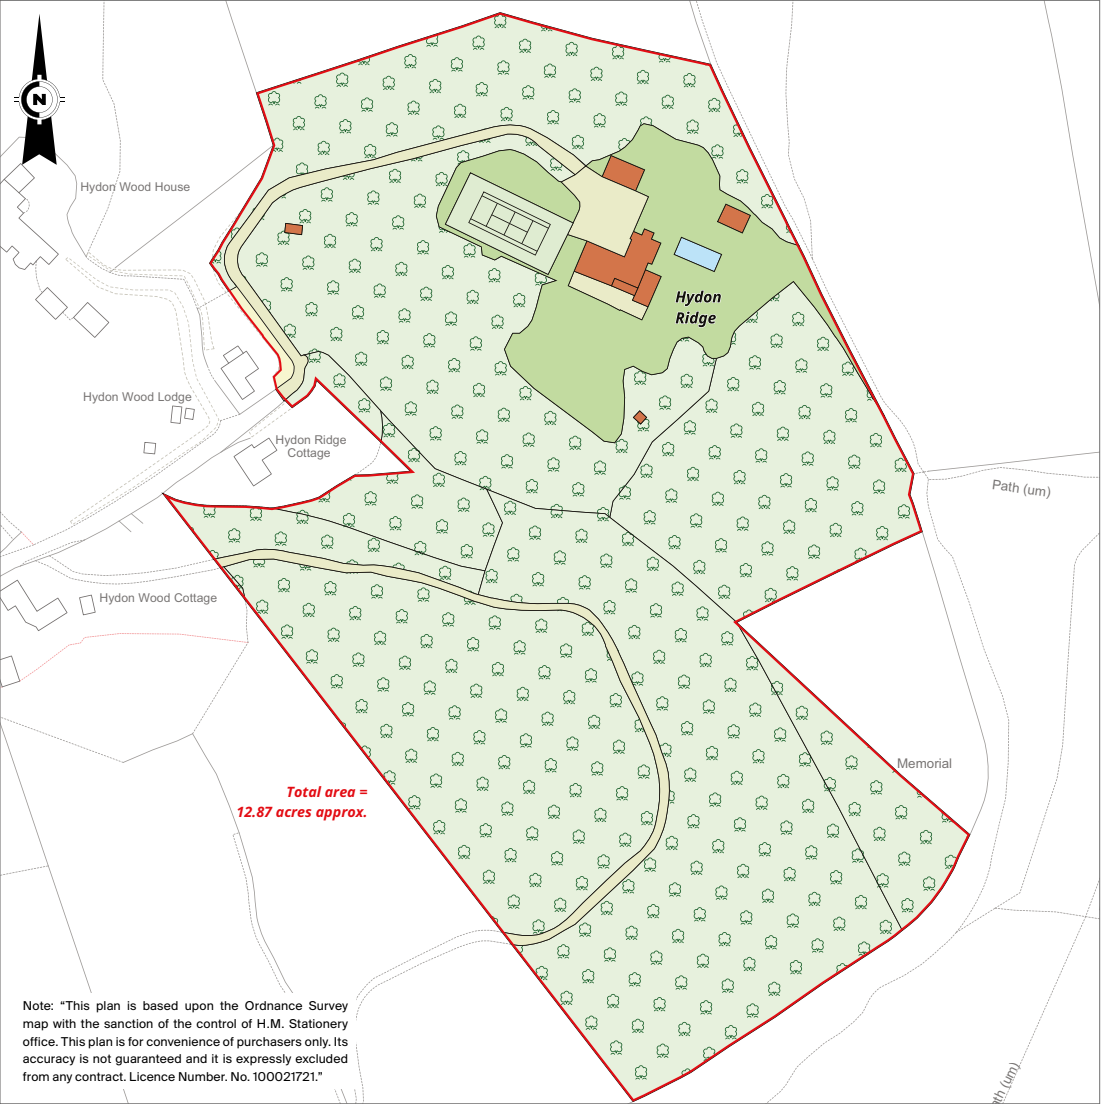 N
Hydon Wood House
Hydon
Ridge
Hydon Wood Lodge
Hydon Ridge
Cottage
Path (um)
Hydon Wood Cottage
Memorial
Total area =
12.87 acres approx.
Note: “This plan is based upon the Ordnance Survey
map with the sanction of the control of H.M. Stationery
office. This plan is for convenience of purchasers only. Its
accuracy is not guaranteed and it is expressly excluded
from any contract. Licence Number. No. 100021721.”
th (um)